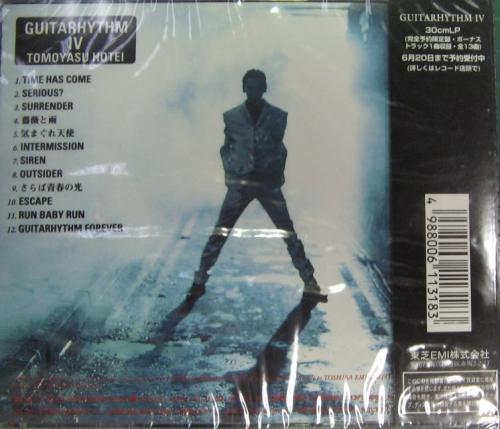 GUITARHYTHM
IV
TOMOYASU HOTEI
1. TIME HAS COME
2. SERIOUS?
3. SURRENDER
4. 薔薇と雨
5. 気まぐれ天使
6. INTERMISSION
7. SIREN
8. OUTSIDER
9. さらば青春の光
10. ESCAPE
11. RUN BABY RUN
12. GUITARHYTHM FOREVER
GUITARHYTHM IV
30cmLP
(完全予約限定盤・ボーナス
トラック1曲収録・全13曲)
6月20日まで予約受付中
(詳しくはレコード店頭で)
4 988006 113183
東芝EMI株式会社
TOSHIBA EMI